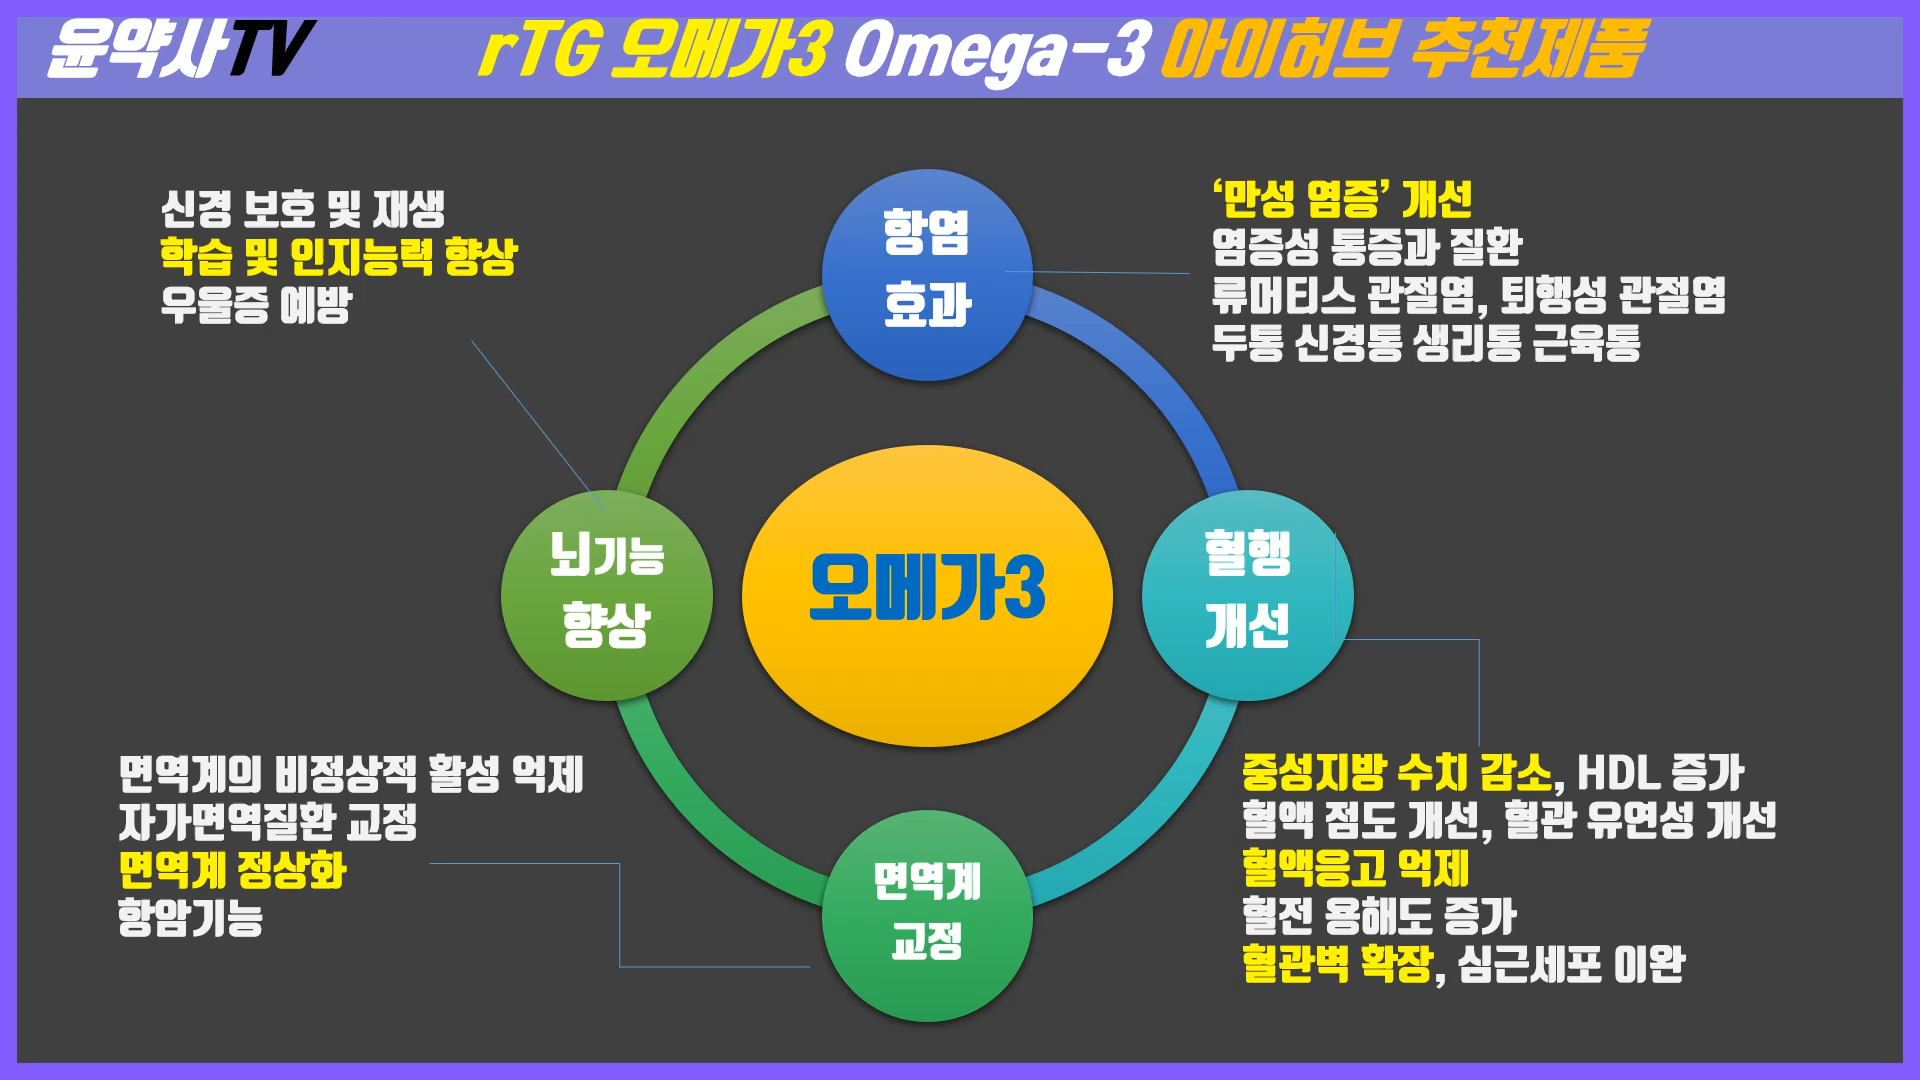 윤약사TV
rTG 오메가3 Omega-3 아이허브 추천제품
신경 보호 및 재생
학습 및 인지능력 향상
우울증 예방
항염
효과
‘만성 염증’ 개선
염증성 통증과 질환
류머티스 관절염, 퇴행성 관절염
두통 신경통 생리통 근육통
뇌기능
향상
오메가3
혈행
개선
면역계의 비정상적 활성 억제
자가면역질환 교정
면역계 정상화
항암기능
면역계
교정
중성지방 수치 감소, HDL 증가
혈액 점도 개선, 혈관 유연성 개선
혈액응고 억제
혈전 용해도 증가
혈관벽 확장, 심근세포 이완